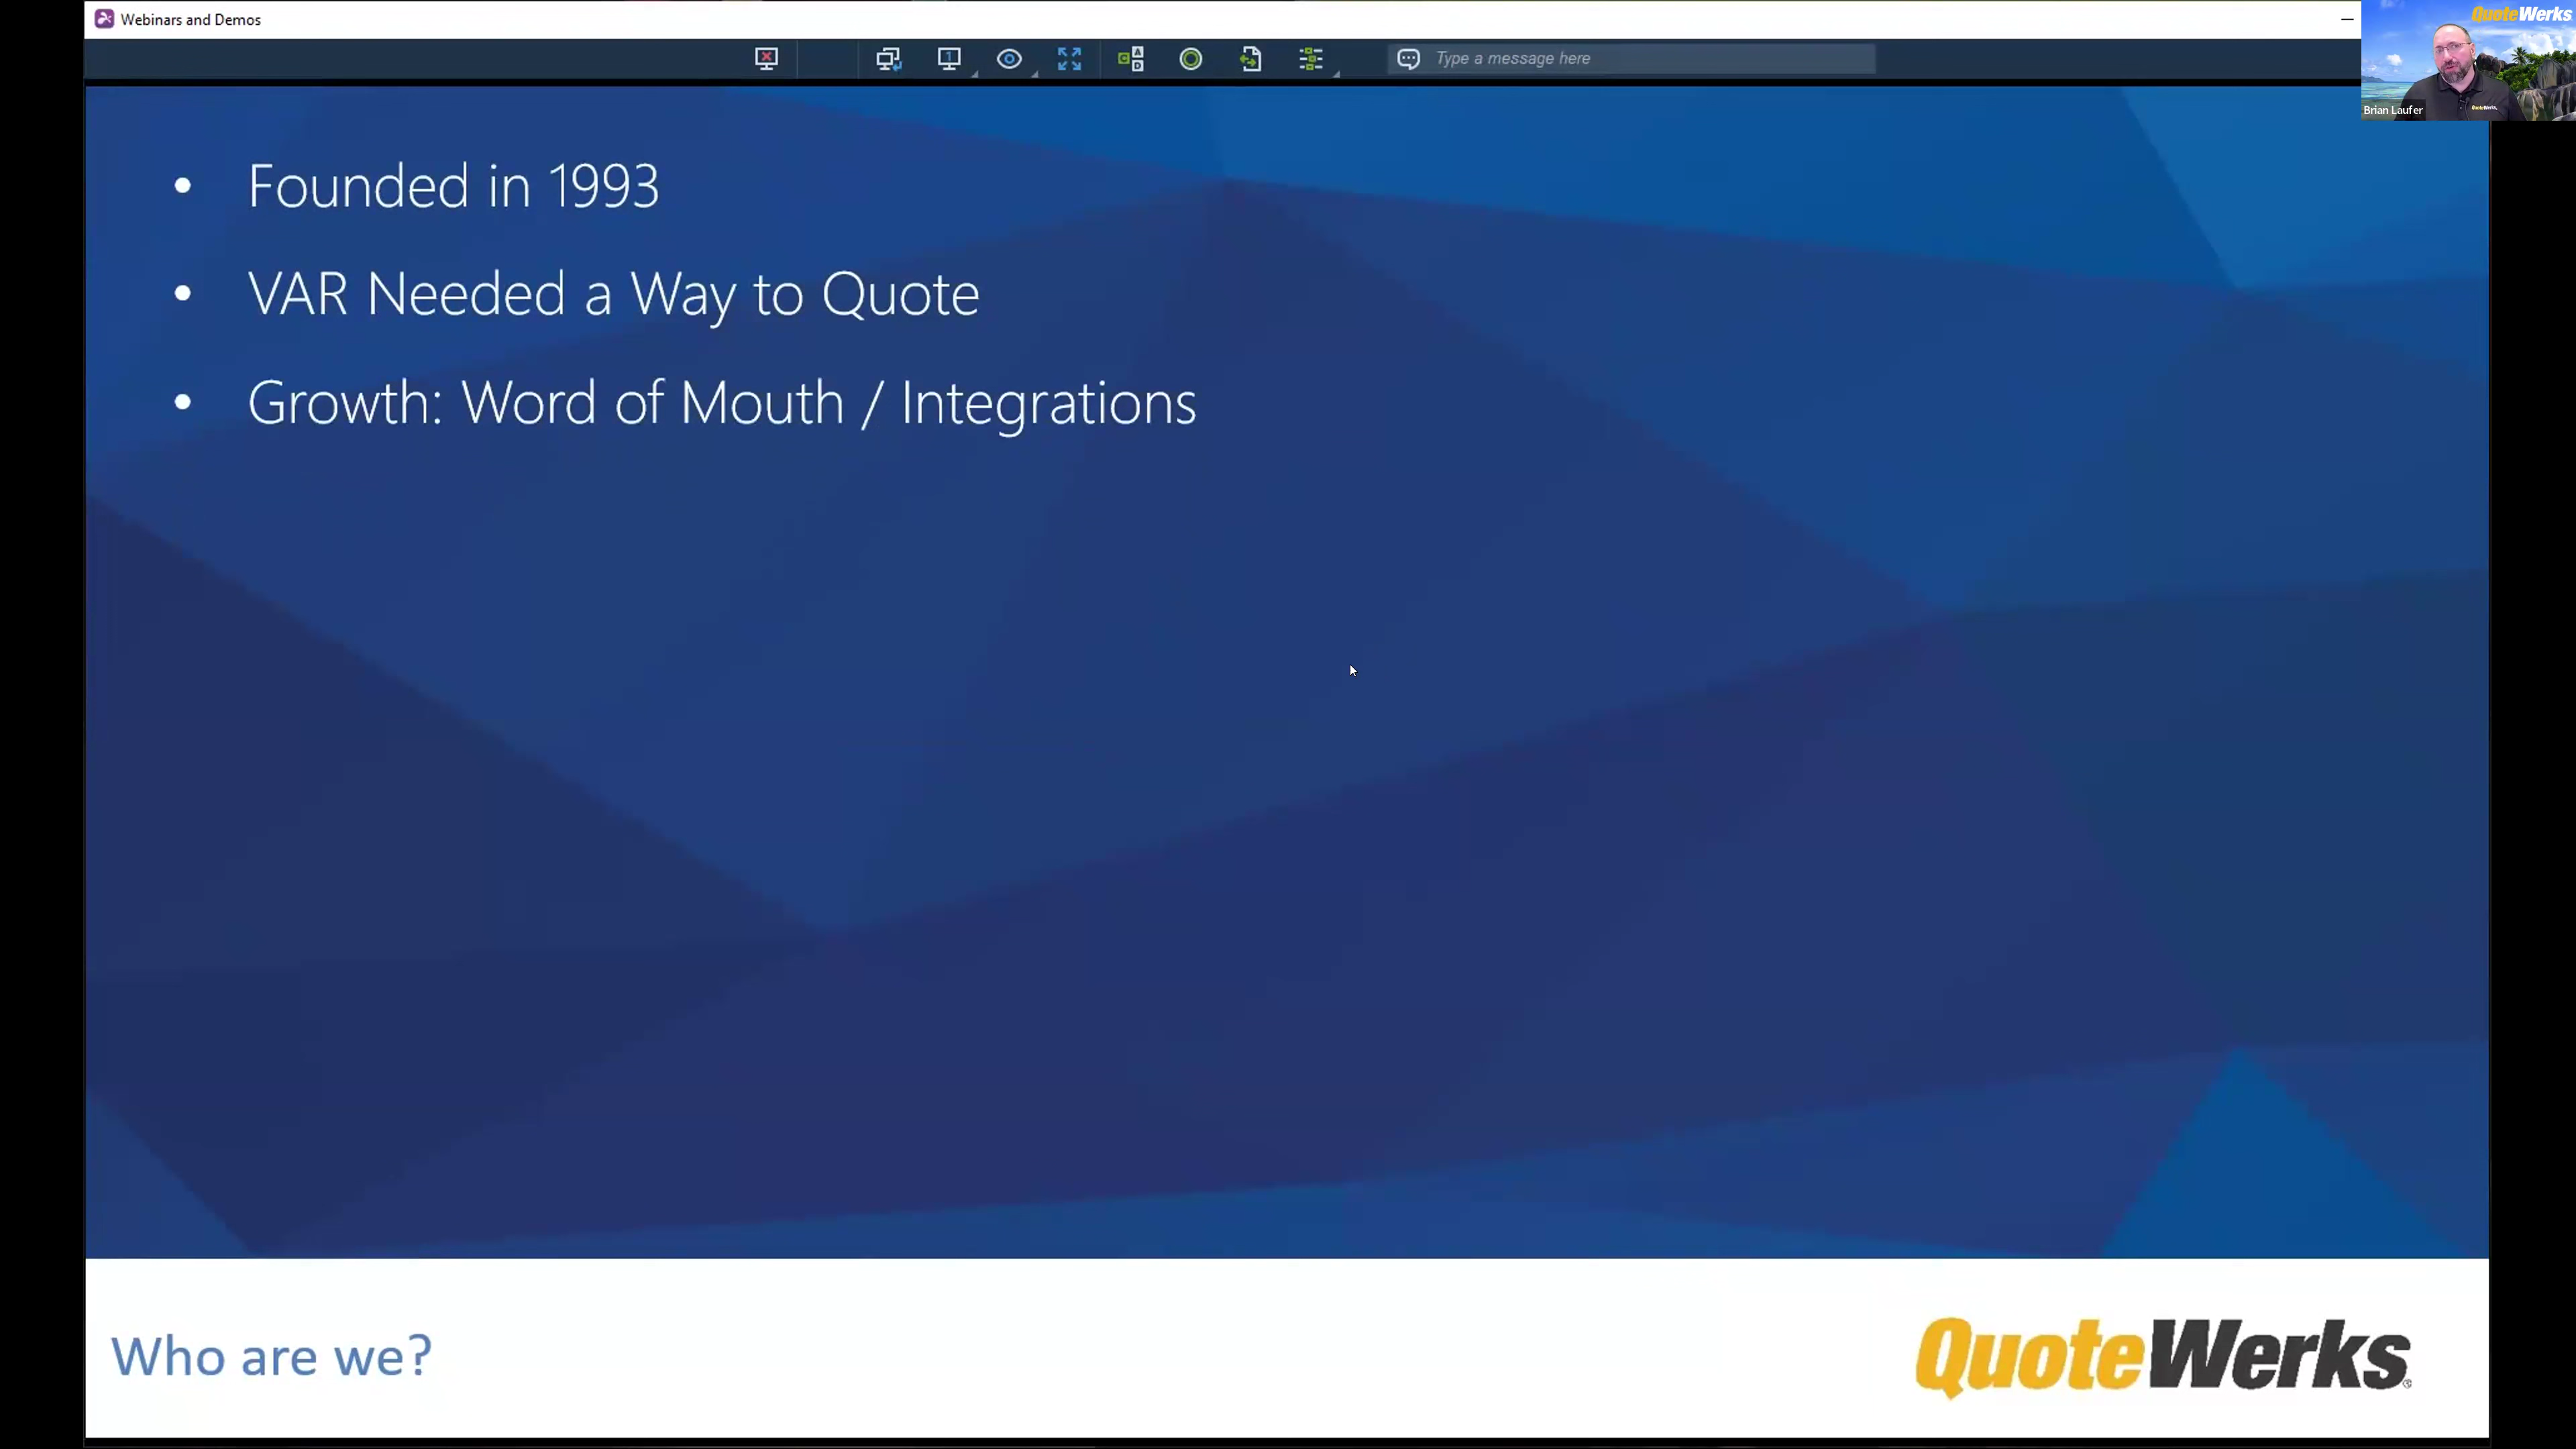 Webinars and Demos
Type a message here
QuoteWerks
QuoteWerks
Brian Laufer
• Founded in 1993
• VAR Needed a Way to Quote
• Growth: Word of Mouth / Integrations
Who are we?
QuoteWerks